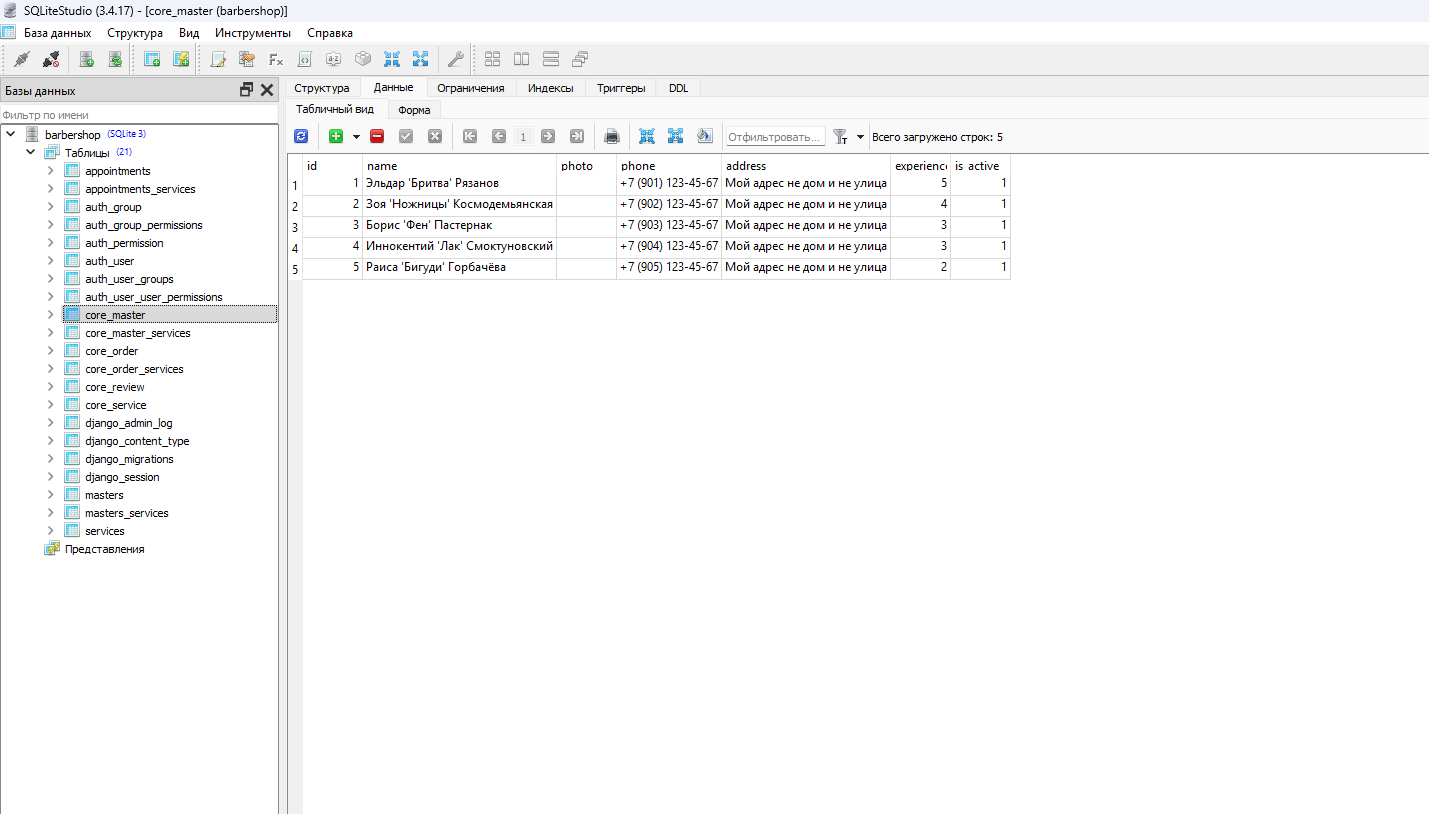 SQLiteStudio (3.4.17) - [core_master (barbershop)]
База данных Структура Вид Инструменты Справка
Базы данных
Фильтр по имени
barbershop (SQLite 3)
Таблицы (21)
appointments
appointments_services
auth_group
auth_group_permissions
auth_permission
auth_user
auth_user_groups
auth_user_user_permissions
core_master
core_master_services
core_order
core_order_services
core_review
core_service
django_admin_log
django_content_type
django_migrations
django_session
masters
masters_services
services
Представления
Структура Данные Ограничения Индексы Триггеры DDL
Табличный вид Форма
1 Отфильтровать... Всего загружено строк: 5
id name photo phone address experience is_active
1 1 Эльдар 'Бритва' Рязанов +7 (901) 123-45-67 Мой адрес не дом и не улица 5 1
2 2 Зоя 'Ножницы' Космодемьянская +7 (902) 123-45-67 Мой адрес не дом и не улица 4 1
3 3 Борис 'Фен' Пастернак +7 (903) 123-45-67 Мой адрес не дом и не улица 3 1
4 4 Иннокентий 'Лак' Смоктуновский +7 (904) 123-45-67 Мой адрес не дом и не улица 3 1
5 5 Раиса 'Бигуди' Горбачёва +7 (905) 123-45-67 Мой адрес не дом и не улица 2 1